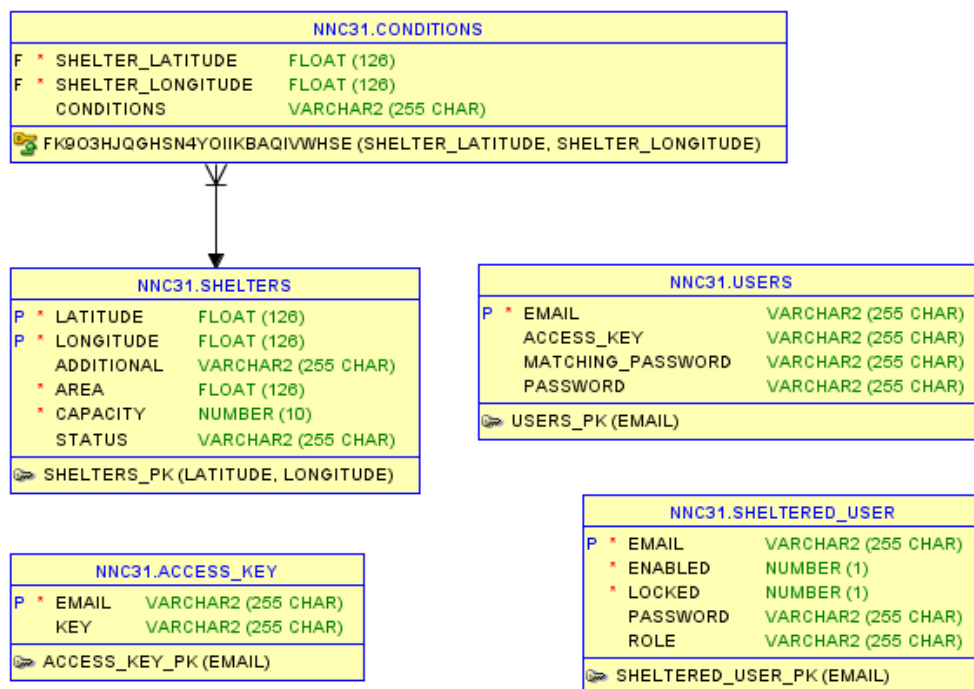 NNC31.CONDITIONS
F * SHELTER_LATITUDE FLOAT (126)
F * SHELTER_LONGITUDE FLOAT (126)
CONDITIONS VARCHAR2 (255 CHAR)
FK9O3HJQGHSN4YOIIKBAQIVWHSE (SHELTER_LATITUDE, SHELTER_LONGITUDE)
NNC31.SHELTERS
P * LATITUDE FLOAT (126)
P * LONGITUDE FLOAT (126)
ADDITIONAL VARCHAR2 (255 CHAR)
* AREA FLOAT (126)
* CAPACITY NUMBER (10)
STATUS VARCHAR2 (255 CHAR)
SHELTERS_PK (LATITUDE, LONGITUDE)
NNC31.USERS
P * EMAIL VARCHAR2 (255 CHAR)
ACCESS_KEY VARCHAR2 (255 CHAR)
MATCHING_PASSWORD VARCHAR2 (255 CHAR)
PASSWORD VARCHAR2 (255 CHAR)
USERS_PK (EMAIL)
NNC31.ACCESS_KEY
P * EMAIL VARCHAR2 (255 CHAR)
KEY VARCHAR2 (255 CHAR)
ACCESS_KEY_PK (EMAIL)
NNC31.SHELTERED_USER
P * EMAIL VARCHAR2 (255 CHAR)
* ENABLED NUMBER (1)
* LOCKED NUMBER (1)
PASSWORD VARCHAR2 (255 CHAR)
ROLE VARCHAR2 (255 CHAR)
SHELTERED_USER_PK (EMAIL)